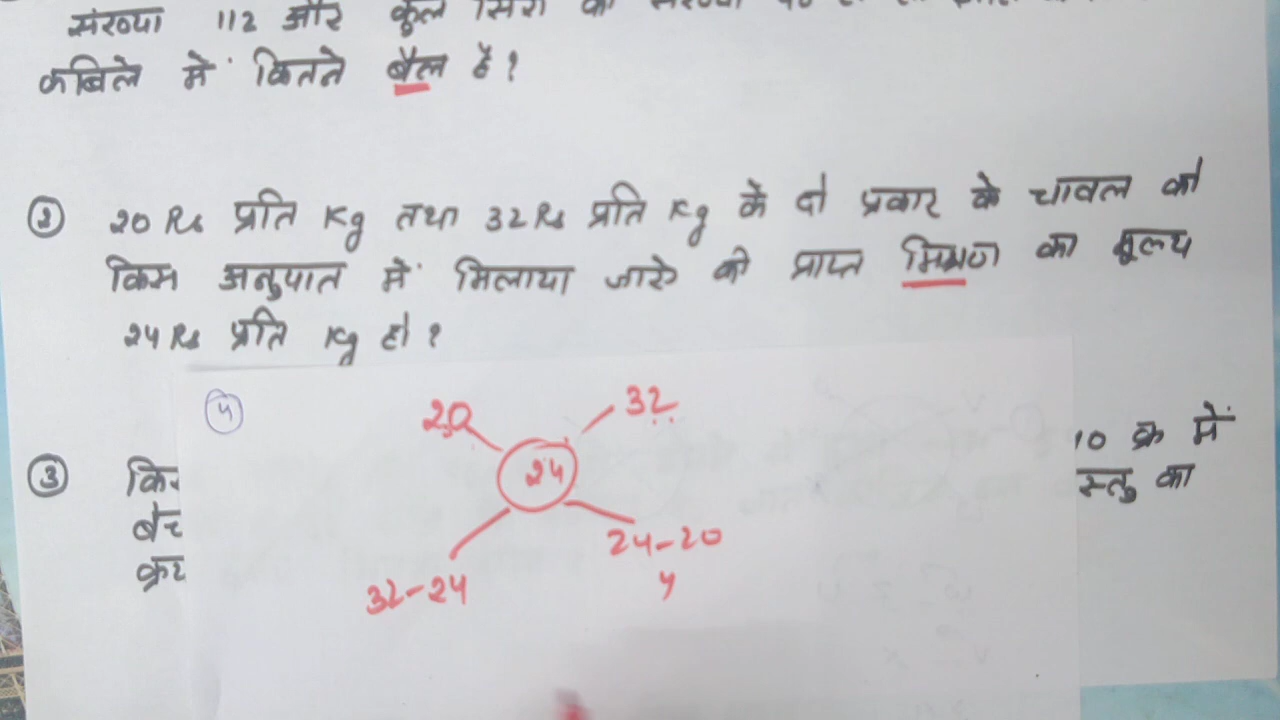 संख्या 112 और कुल
कबिले में कितने बैल है?
② 20 Rs प्रति Kg तथा 32 Rs प्रति Kg के दो प्रकार के चावल को
किस अनुपात में मिलाया जाऐ की प्राप्त मिश्रण का मूल्य
24 Rs प्रति Kg हो?
4
20 32
24
③
10 रु में
स्तु का
32-24 24-20
4